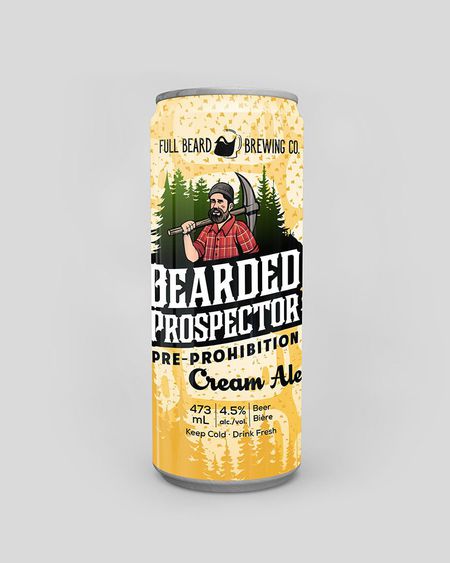 FULL BEARD BREWING CO.
BEARDED
PROSPECTOR
PRE-PROHIBITION
Cream Ale
473 mL | 4.5% alc./vol. | Beer Bière
Keep Cold · Drink Fresh